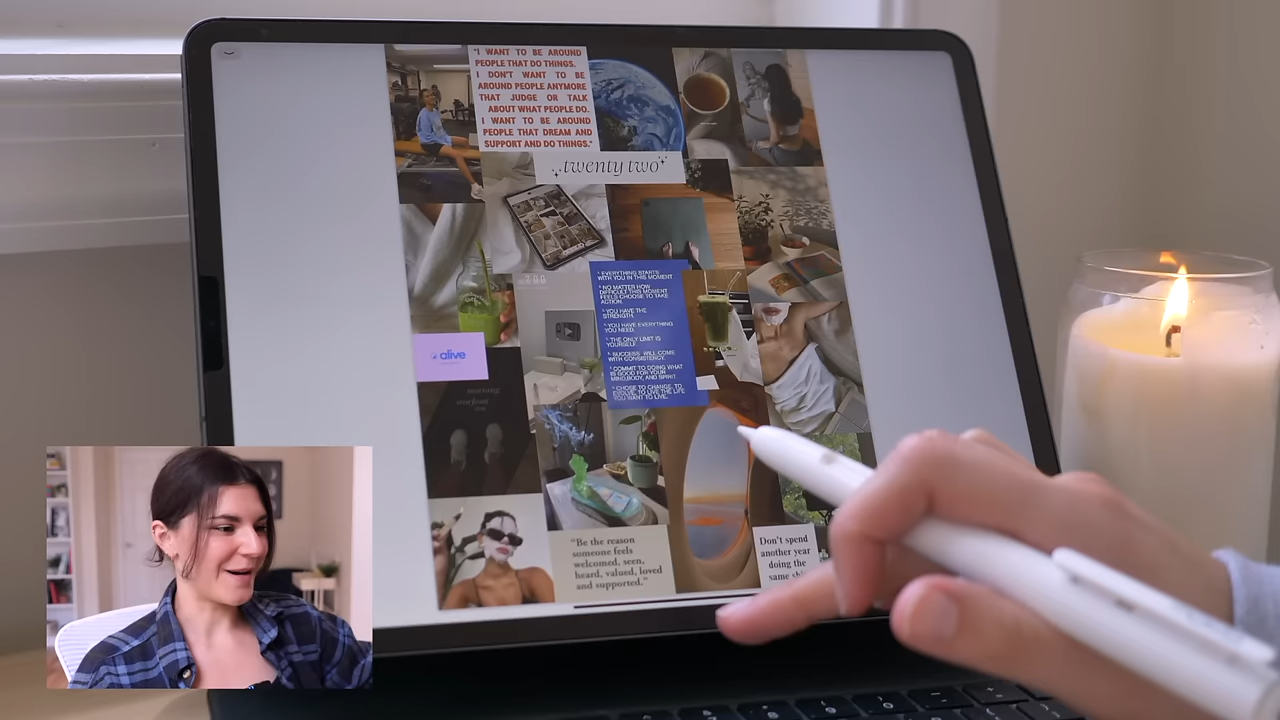 "I WANT TO BE AROUND
PEOPLE THAT DO THINGS.
I DON'T WANT TO BE
AROUND PEOPLE ANYMORE
THAT JUDGE OR TALK
ABOUT WHAT PEOPLE DO.
I WANT TO BE AROUND
PEOPLE THAT DREAM AND
SUPPORT AND DO THINGS."
twenty two
EVERYTHING STARTS
WITH YOU IN THIS MOMENT
NO MATTER HOW
DIFFICULT THIS MOMENT
FEELS CHOOSE TO TAKE
ACTION.
YOU HAVE THE
STRENGTH.
YOU HAVE EVERYTHING
YOU NEED.
THE ONLY LIMIT IS
YOURSELF
SUCCESS WILL COME
WITH CONSISTENCY.
COMMIT TO DOING WHAT
IS GOOD FOR YOUR
MIND, BODY, AND SPIRIT
CHOSE TO CHANGE, TO
EVOLVE, TO LIVE THE LIFE
YOU WANT TO LIVE.
alive
"Be the reason
someone feels
welcomed, seen,
heard, valued, loved
and supported."
Don't spend
another year
doing the
same